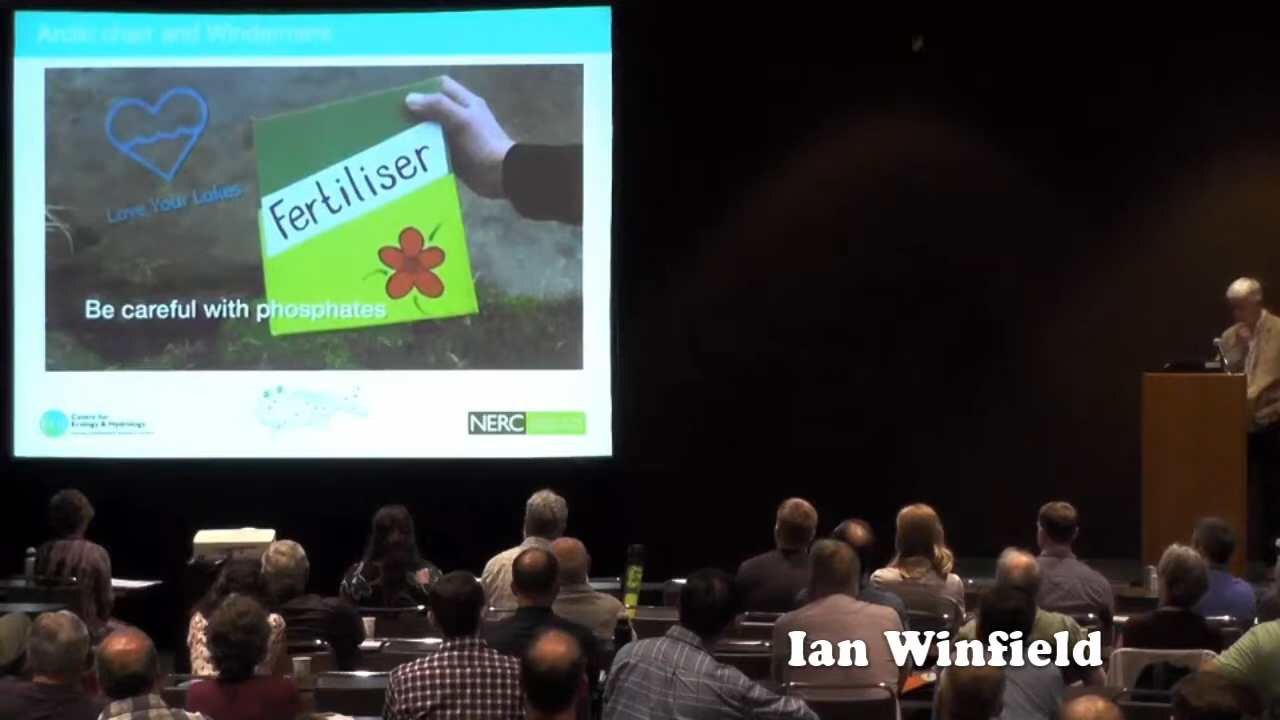 Arctic charr and Windermere
Love Your Lakes
Fertiliser
Be careful with phosphates
Centre for
Ecology & Hydrology
NERC
Ian Winfield